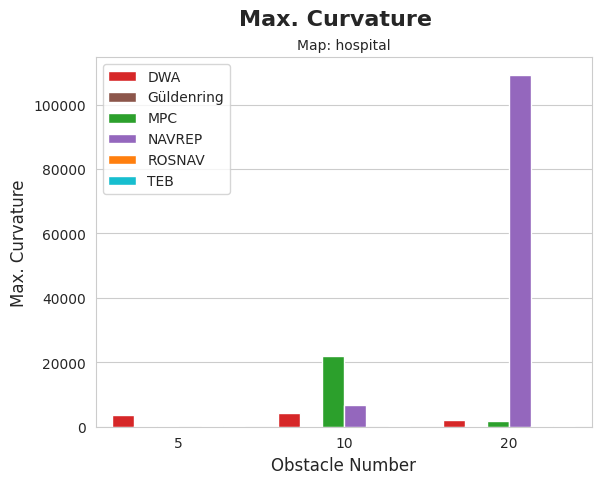 Max. Curvature
Map: hospital
DWA
Güldenring
MPC
NAVREP
ROSNAV
TEB
Max. Curvature
100000
80000
60000
40000
20000
0
5 10 20
Obstacle Number